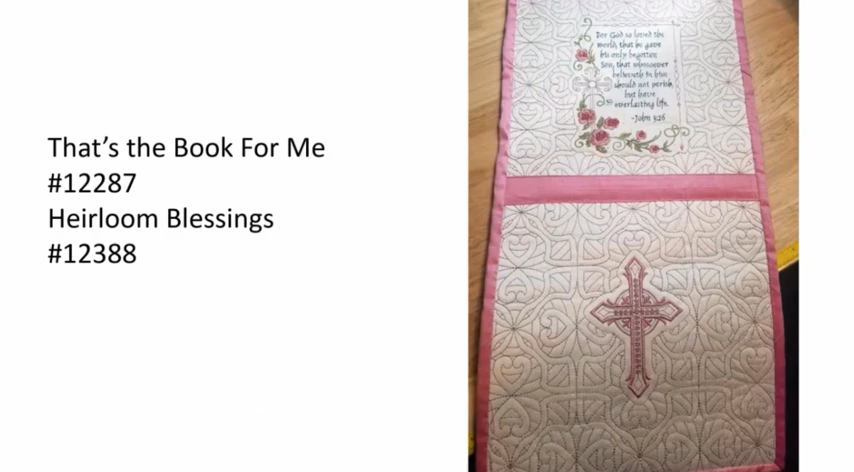 That's the Book For Me
#12287
Heirloom Blessings
#12388
For God so loved the
world, that he gave
his only begotten
Son, that whosoever
believeth in him
should not perish
but have
everlasting life.
-John 3:16